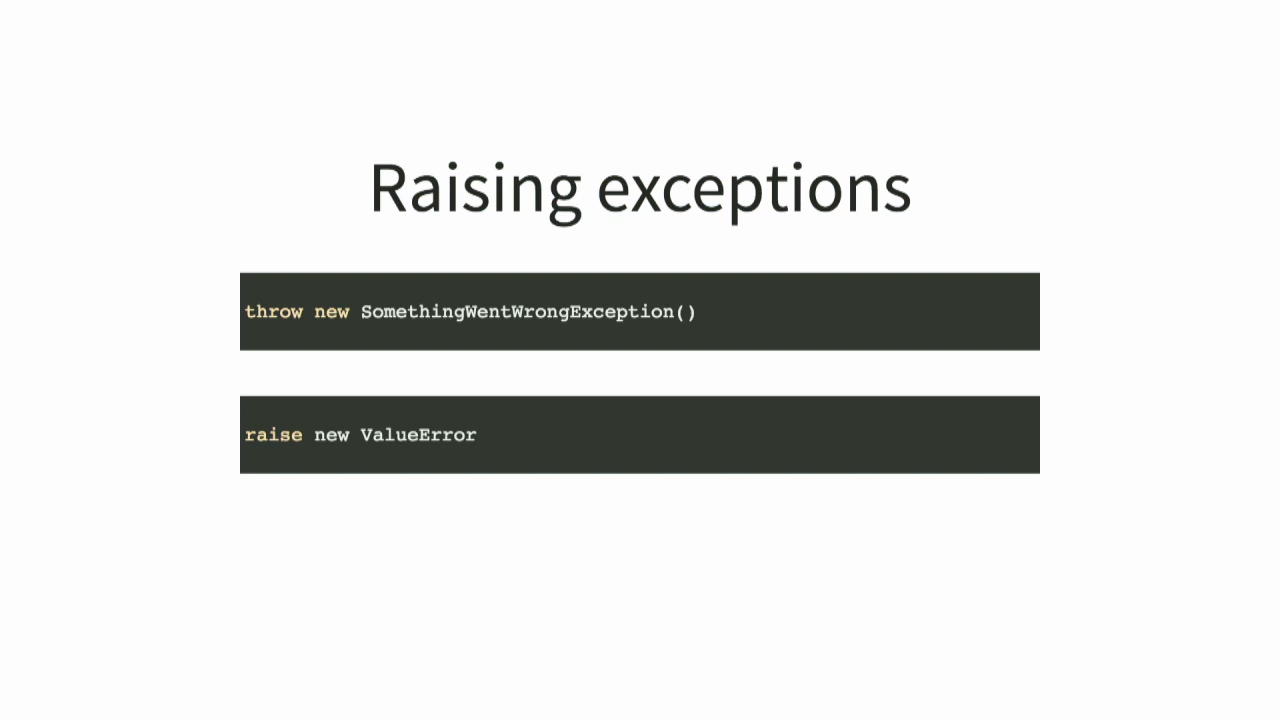 Raising exceptions
throw new SomethingWentWrongException()
raise new ValueError